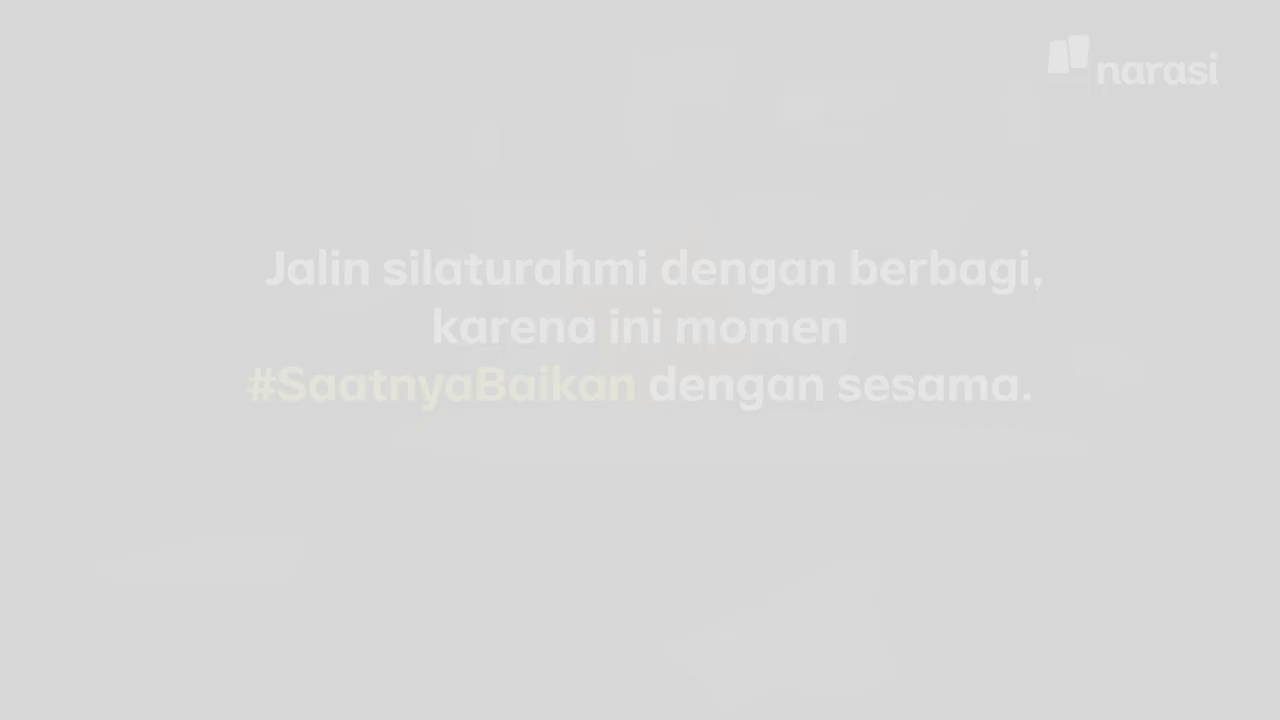 narasi
Jalin silaturahmi dengan berbagi,
karena ini momen
#SaatnyaBaikan dengan sesama.